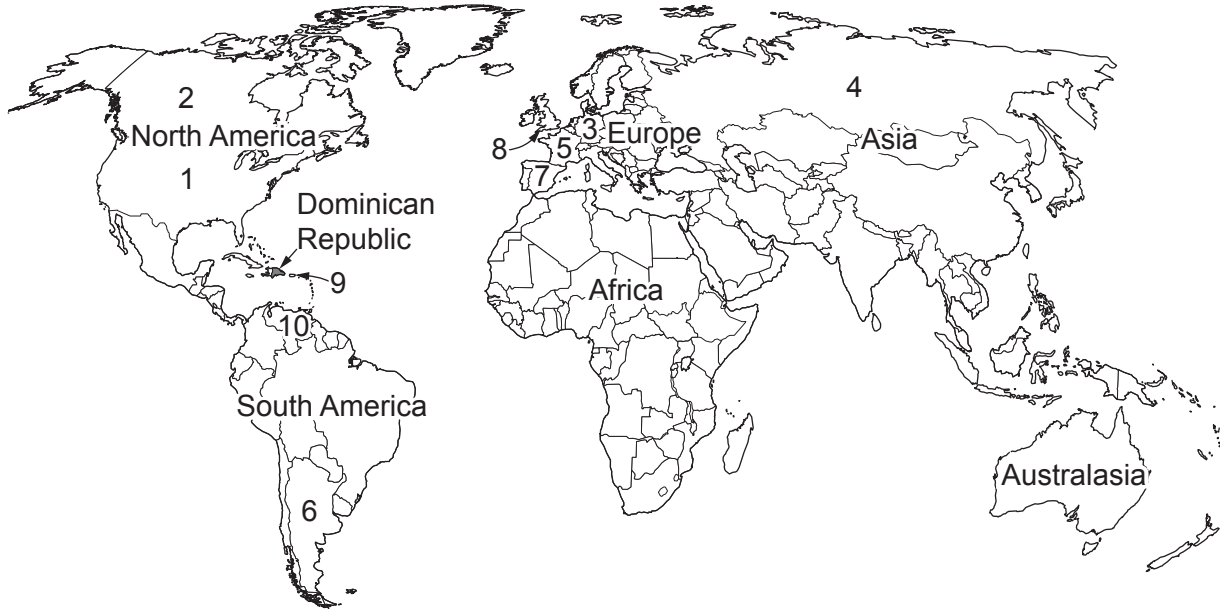 2
North America
1
Dominican
Republic
9
10
South America
6
8
3
5
7
Europe
4
Asia
Africa
Australasia